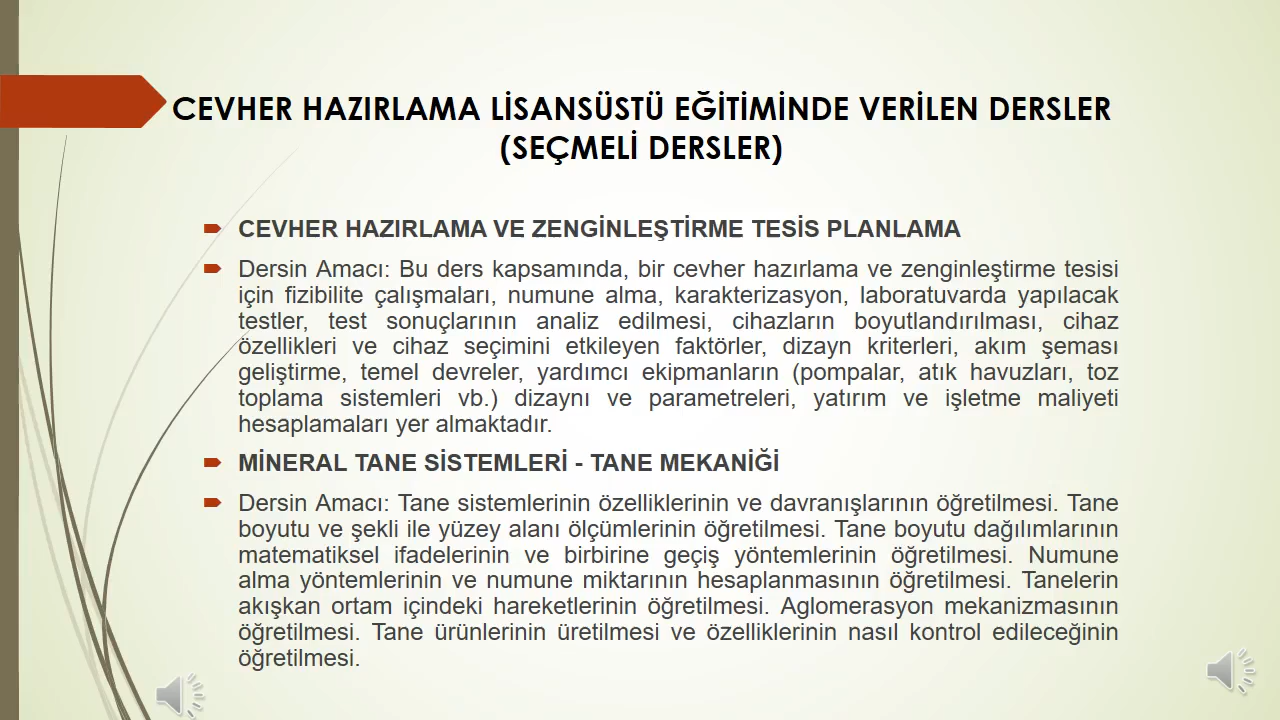 CEVHER HAZIRLAMA LİSANSÜSTÜ EĞİTİMİNDE VERİLEN DERSLER
(SEÇMELİ DERSLER)
CEVHER HAZIRLAMA VE ZENGİNLEŞTİRME TESİS PLANLAMA
Dersin Amacı: Bu ders kapsamında, bir cevher hazırlama ve zenginleştirme tesisi
için fizibilite çalışmaları, numune alma, karakterizasyon, laboratuvarda yapılacak
testler, test sonuçlarının analiz edilmesi, cihazların boyutlandırılması, cihaz
özellikleri ve cihaz seçimini etkileyen faktörler, dizayn kriterleri, akım şeması
geliştirme, temel devreler, yardımcı ekipmanların (pompalar, atık havuzları, toz
toplama sistemleri vb.) dizaynı ve parametreleri, yatırım ve işletme maliyeti
hesaplamaları yer almaktadır.
MİNERAL TANE SİSTEMLERİ - TANE MEKANİĞİ
Dersin Amacı: Tane sistemlerinin özelliklerinin ve davranışlarının öğretilmesi. Tane
boyutu ve şekli ile yüzey alanı ölçümlerinin öğretilmesi. Tane boyutu dağılımlarının
matematiksel ifadelerinin ve birbirine geçiş yöntemlerinin öğretilmesi. Numune
alma yöntemlerinin ve numune miktarının hesaplanmasının öğretilmesi. Tanelerin
akışkan ortam içindeki hareketlerinin öğretilmesi. Aglomerasyon mekanizmasının
öğretilmesi. Tane ürünlerinin üretilmesi ve özelliklerinin nasıl kontrol edileceğinin
öğretilmesi.